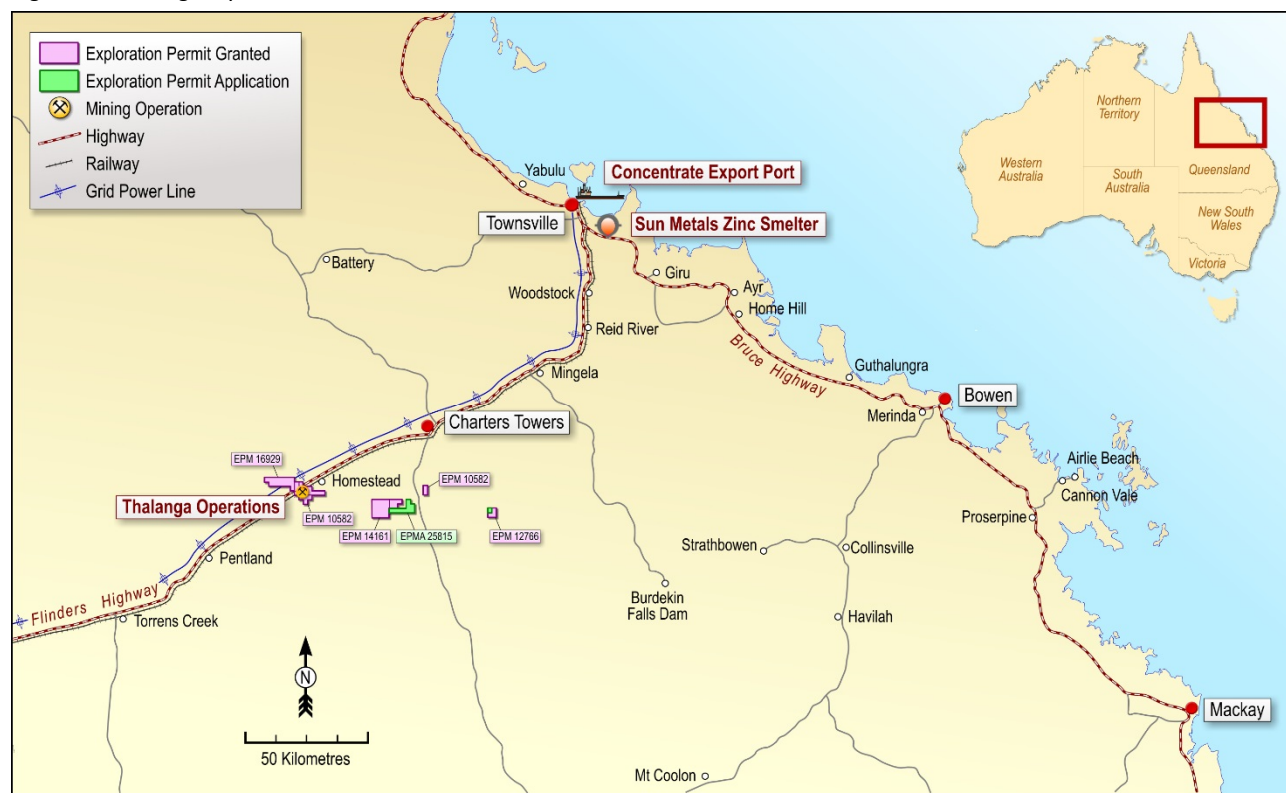 Exploration Permit Granted
Exploration Permit Application
Mining Operation
Highway
Railway
Grid Power Line
Northern
Territory
Western
Australia
South
Australia
Queensland
New South
Wales
Victoria
Yabulu
Concentrate Export Port
Townsville
Sun Metals Zinc Smelter
Battery
Giru
Woodstock
Ayr
Home Hill
Reid River
Bruce Highway
Mingela
Guthalungra
Bowen
Merinda
Charters Towers
EPM 16929
Homestead
EPM 10582
Airlie Beach
Cannon Vale
Thalanga Operations
EPM 10582
EPM 14161
EPMA 25815
EPM 12766
Proserpine
Pentland
Strathbowen
Collinsville
Burdekin
Falls Dam
Flinders Highway
Torrens Creek
Havilah
N
50 Kilometres
Mackay
Mt Coolon